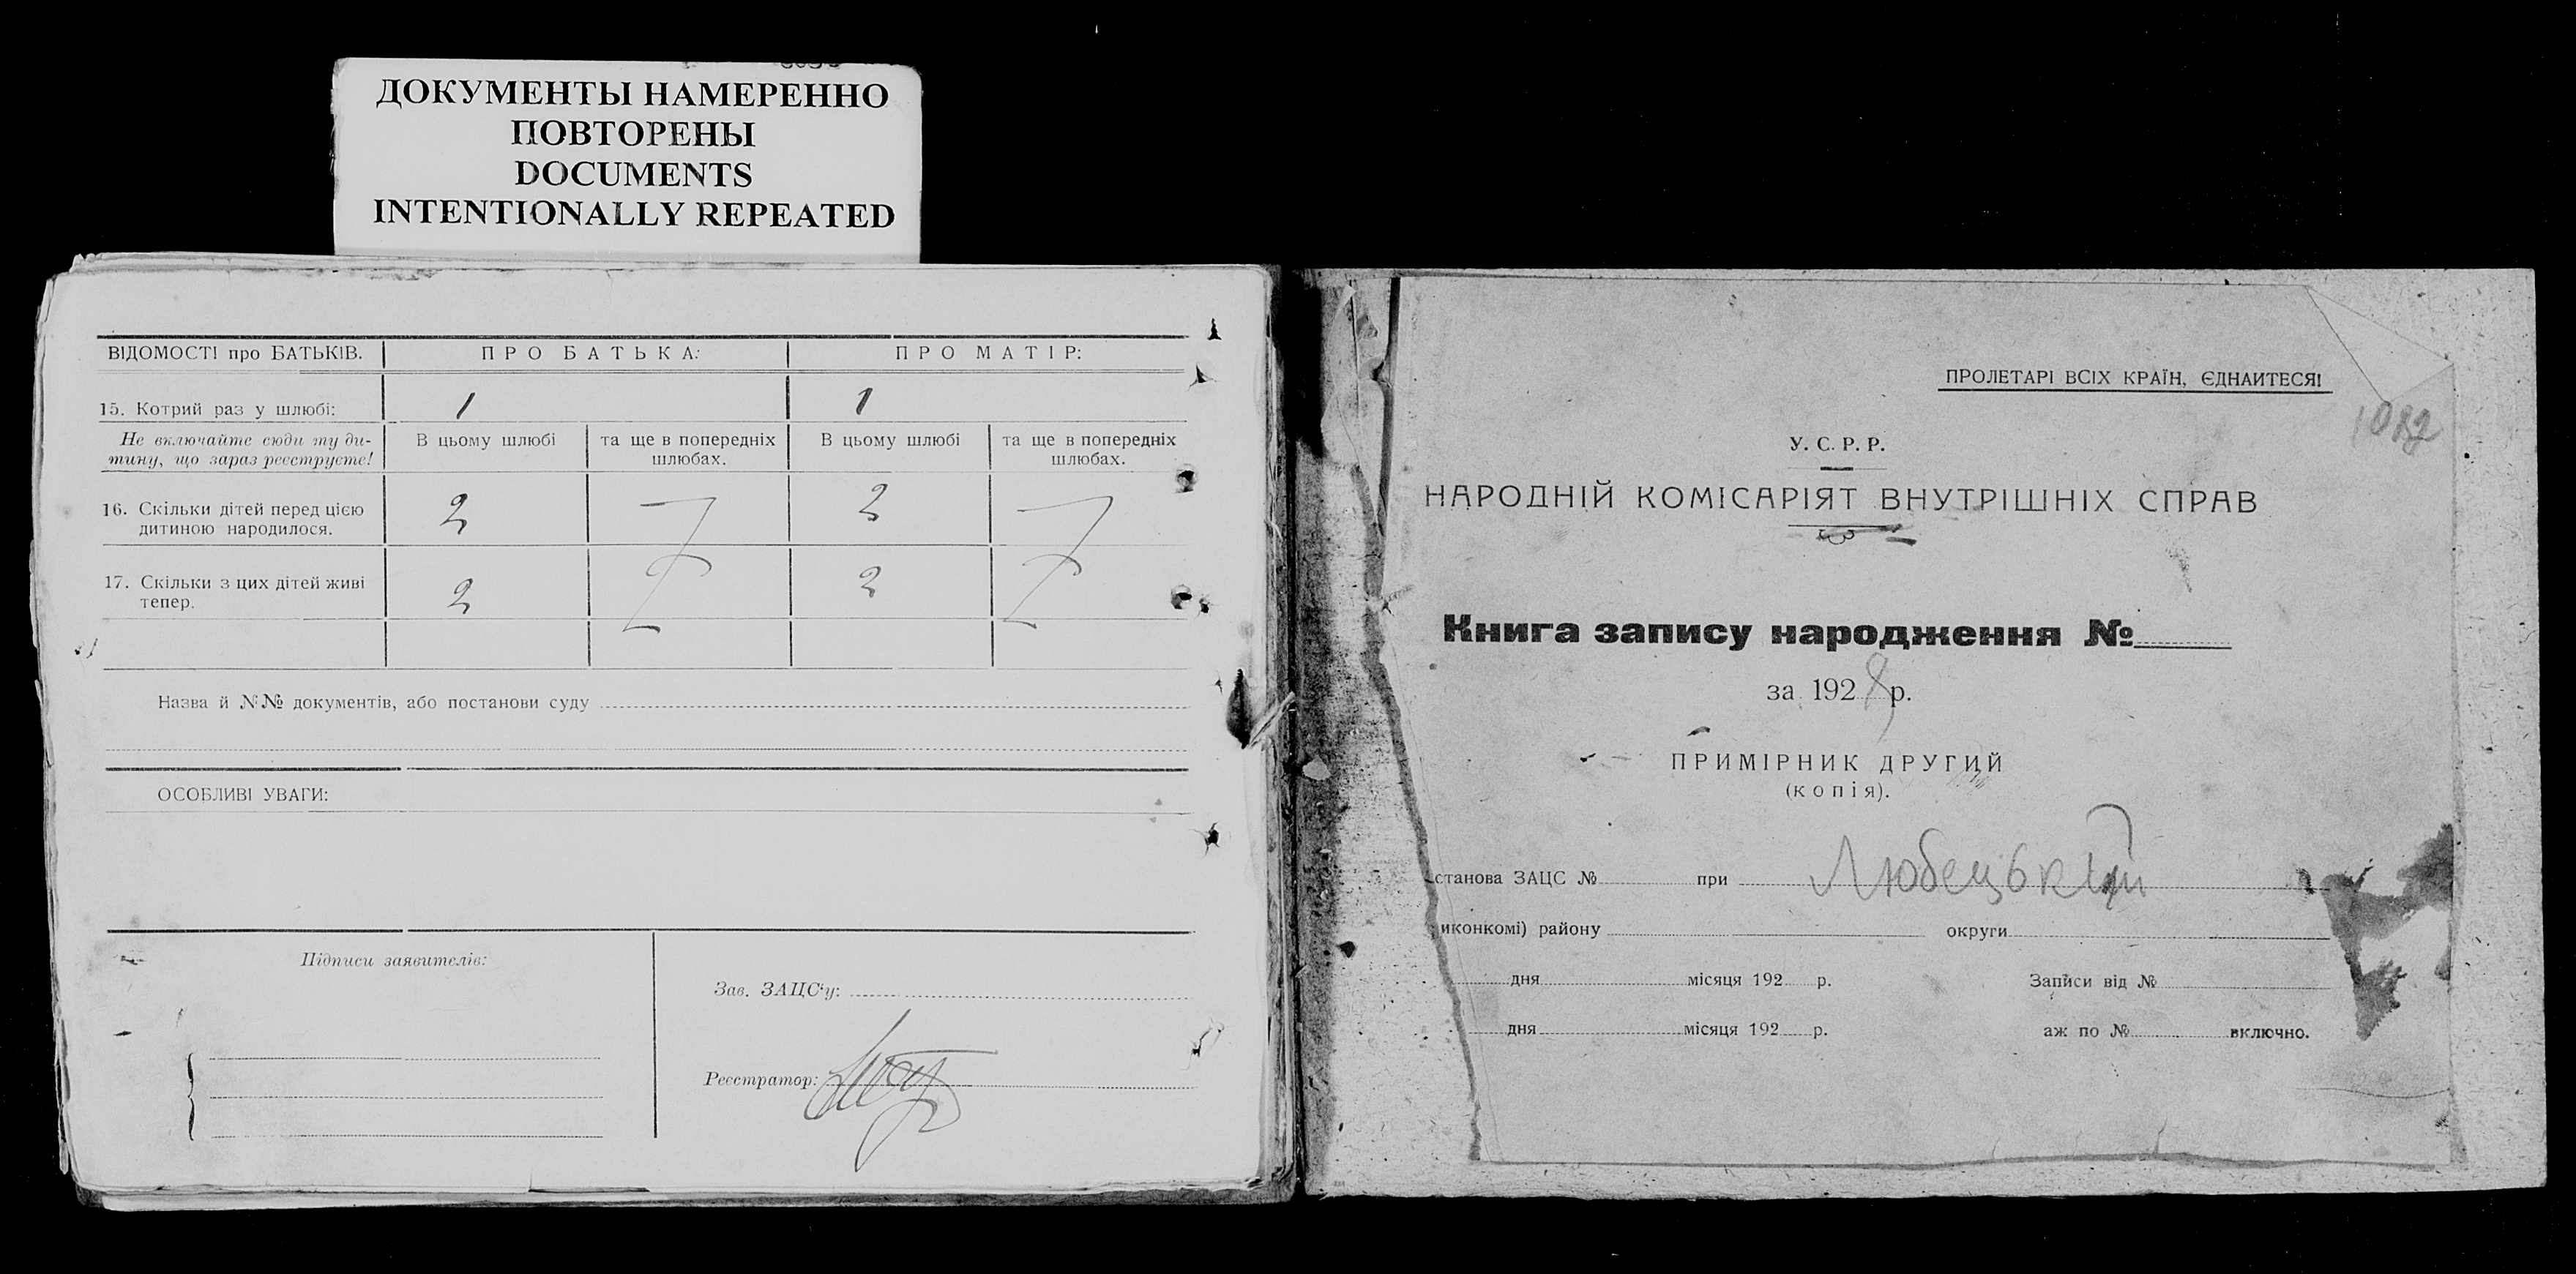 ДОКУМЕНТЫ НАМЕРЕННО
ПОВТОРЕНЫ
DOCUMENTS
INTENTIONALLY REPEATED
ВІДОМОСТІ про БАТЬКІВ. ПРО БАТЬКА: ПРО МАТІР:
15. Котрий раз у шлюбі: 1 1
Не включайте сюди ту ди-
тину, що зараз реєструєте!
В цьому шлюбі
та ще в попередніх
шлюбах.
В цьому шлюбі
та ще в попередніх
шлюбах.
16. Скільки дітей перед цією
дитиною народилося.
2 2
17. Скільки з цих дітей живі
тепер.
2 2
Назва й №№ документів, або постанови суду
ОСОБЛИВІ УВАГИ:
Підписи заявителів:
Зав. ЗАЦС‘у:
Реєстратор:
ПРОЛЕТАРІ ВСІХ КРАЇН, ЄДНАЙТЕСЯ!
У. С. Р. Р.
НАРОДНІЙ КОМІСАРІЯТ ВНУТРІШНІХ СПРАВ
Книга запису народження №
за 1928 р.
ПРИМІРНИК ДРУГИЙ
(копія).
станова ЗАЦС № при Любецький
иконкомі) району округи
дня місяця 192 р. Записи від №
дня місяця 192 р. аж по № включно.